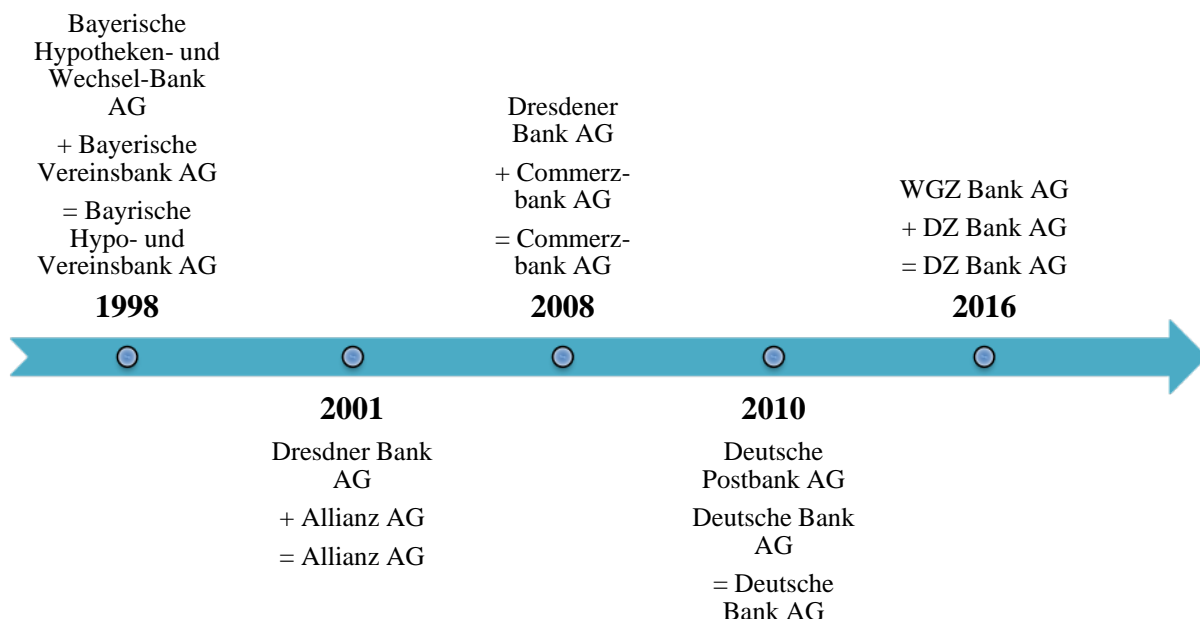 Bayerische
Hypotheken- und
Wechsel-Bank
AG
+ Bayerische
Vereinsbank AG
= Bayrische
Hypo- und
Vereinsbank AG
1998
2001
Dresdner Bank
AG
+ Allianz AG
= Allianz AG
Dresdener
Bank AG
+ Commerz-
bank AG
= Commerz-
bank AG
2008
2010
Deutsche
Postbank AG
Deutsche Bank
AG
= Deutsche
Bank AG
WGZ Bank AG
+ DZ Bank AG
= DZ Bank AG
2016